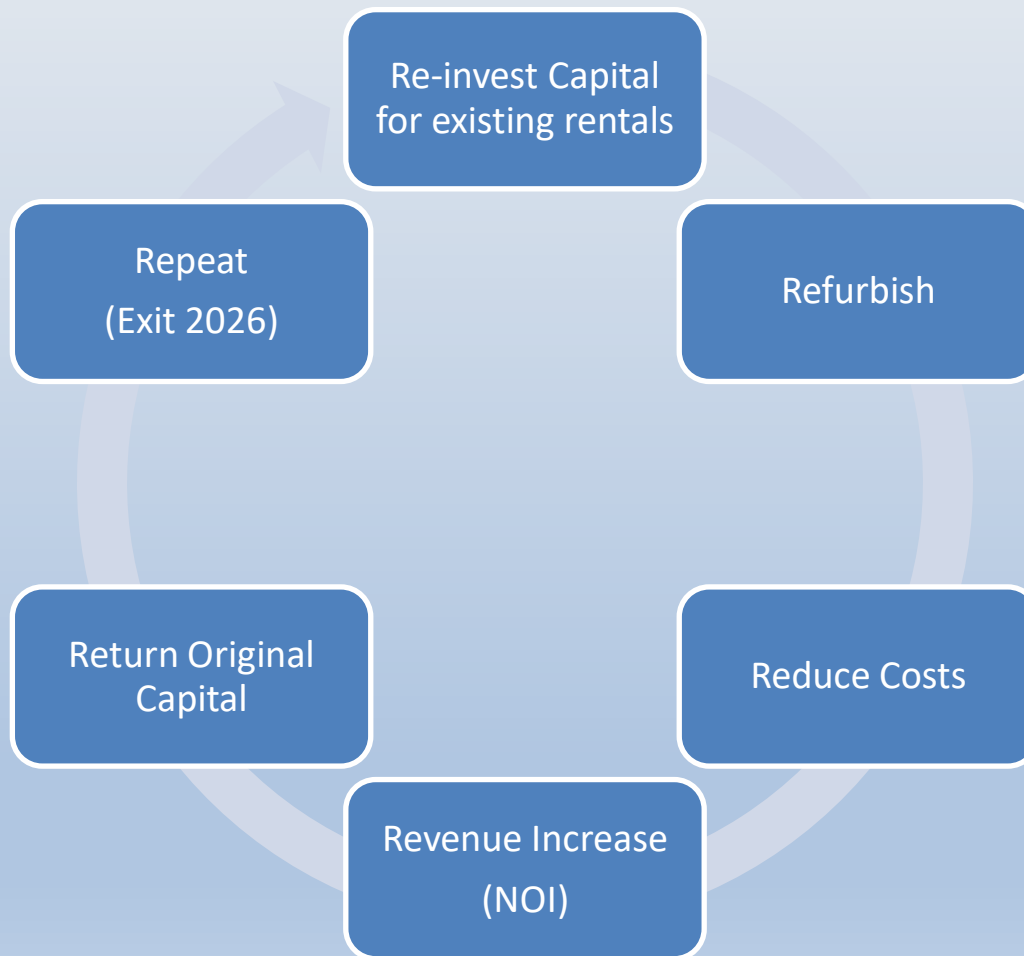 Re-invest Capital
for existing rentals
Refurbish
Reduce Costs
Revenue Increase
(NOI)
Return Original
Capital
Repeat
(Exit 2026)